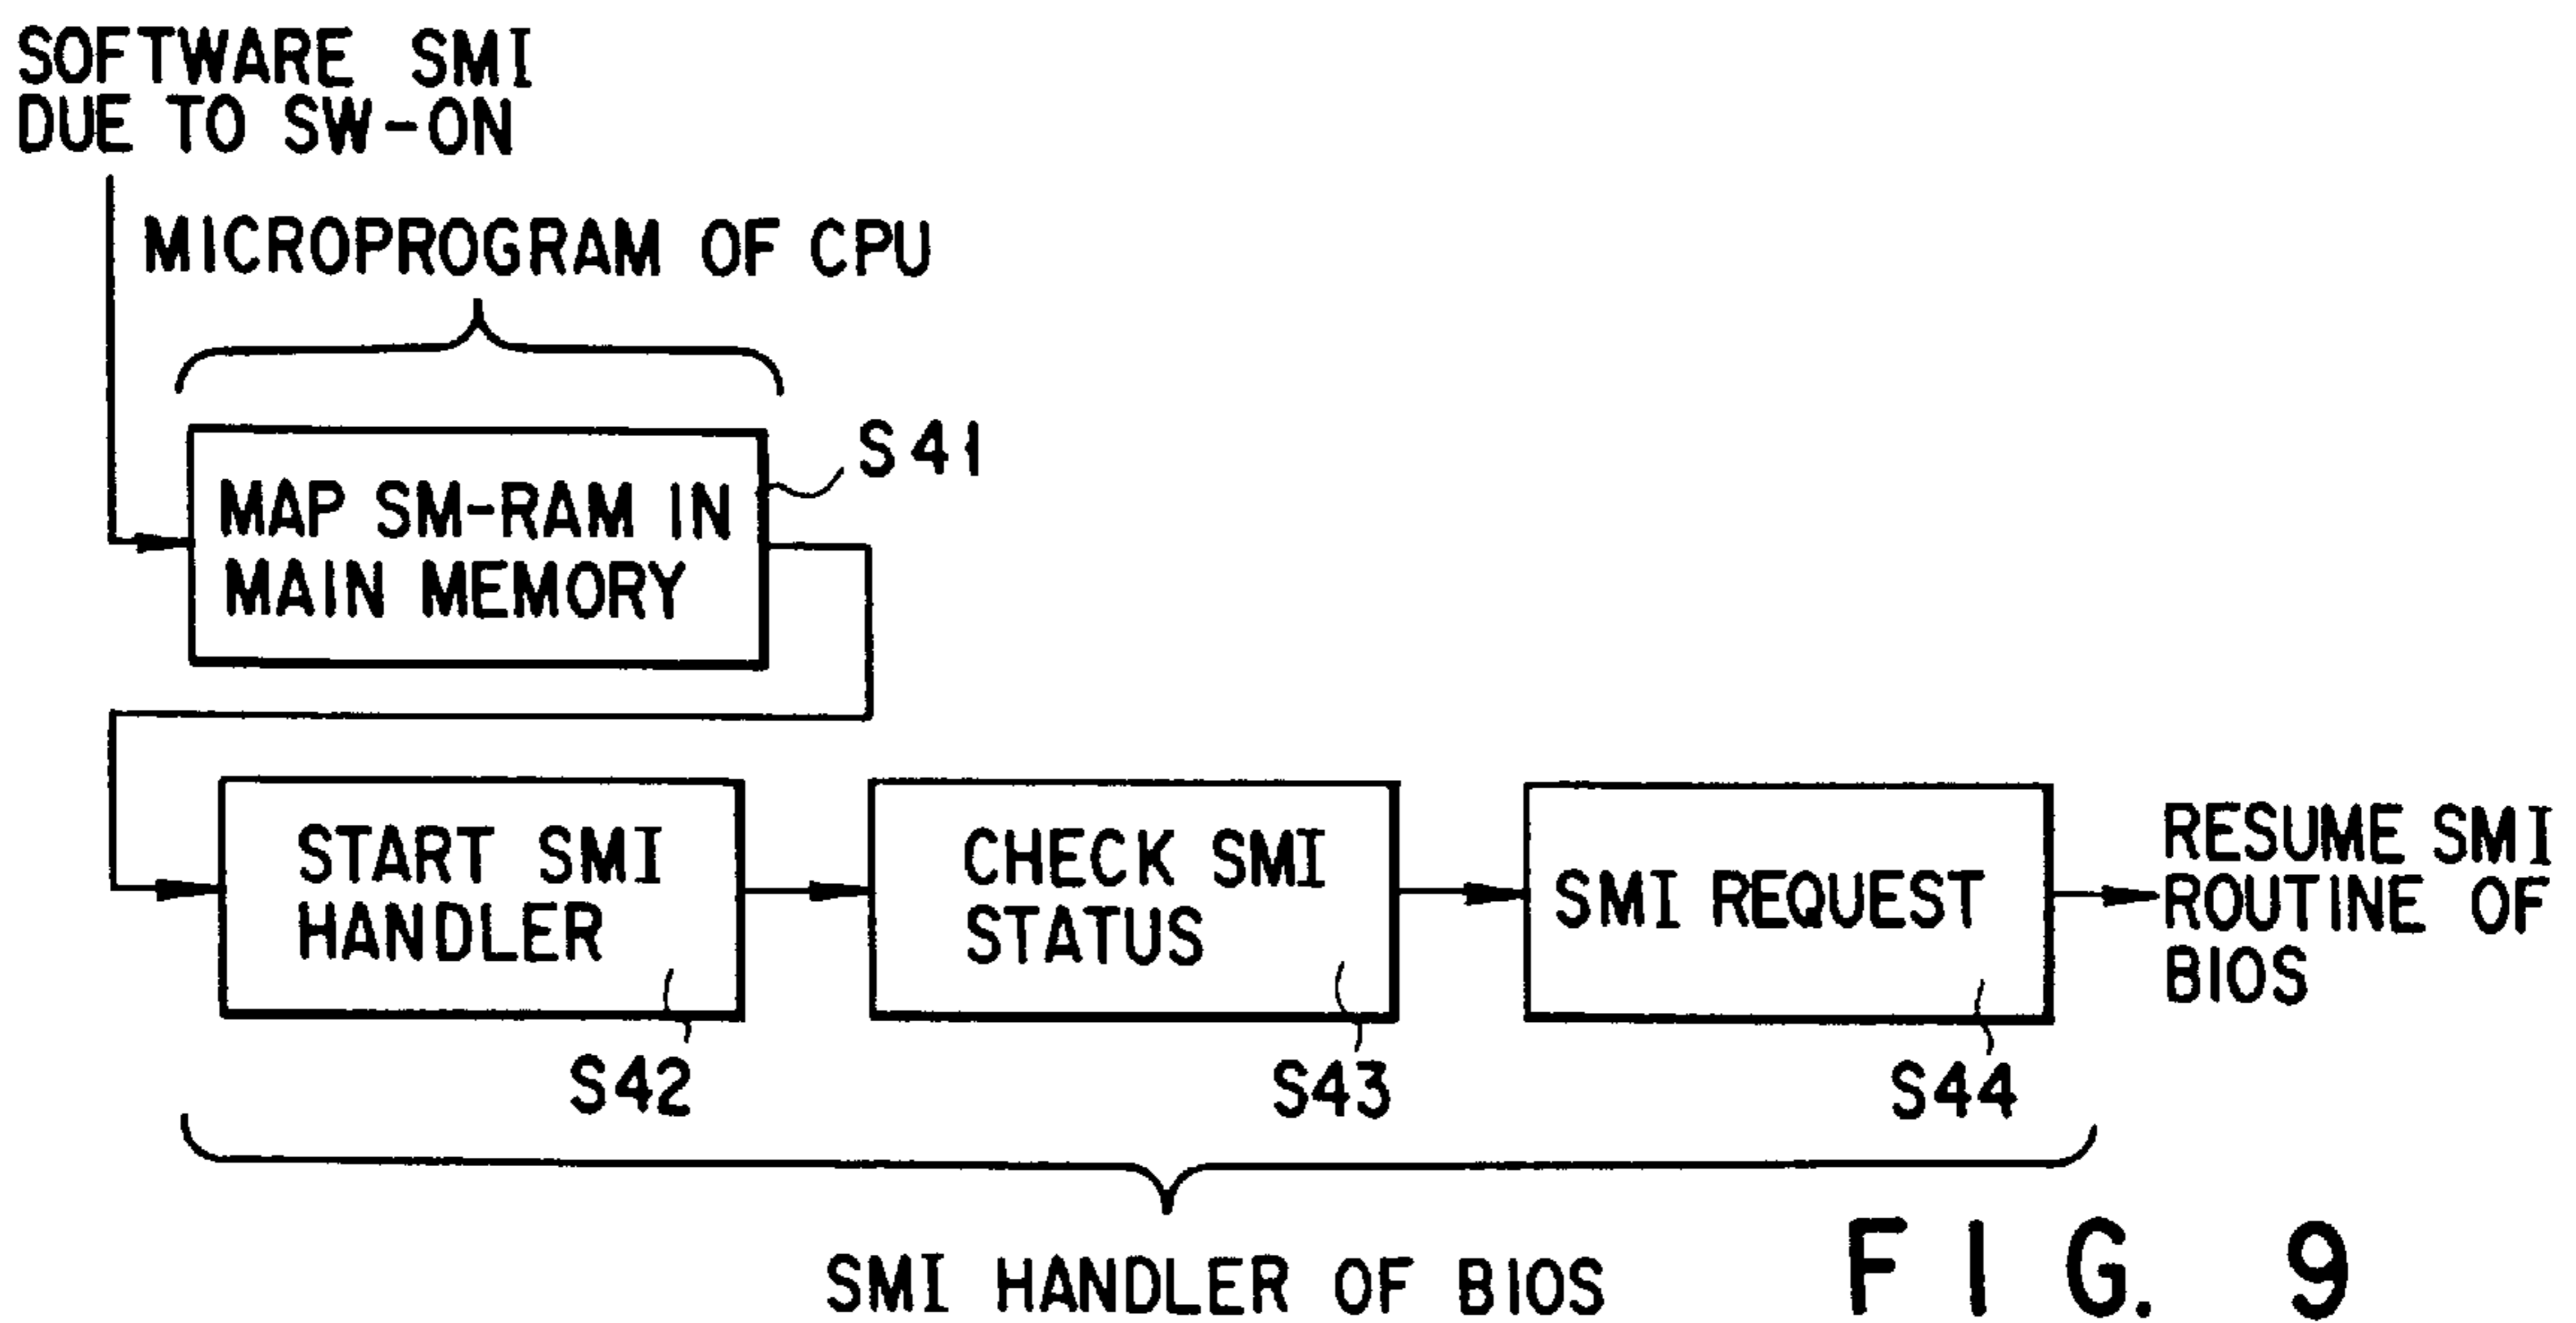 SOFTWARE SMI
DUE TO SW-ON
MICROPROGRAM OF CPU
S41
MAP SM-RAM IN
MAIN MEMORY
START SMI
HANDLER
S42
CHECK SMI
STATUS
S43
SMI REQUEST
S44
RESUME SMI
ROUTINE OF
BIOS
SMI HANDLER OF BIOS
FIG. 9